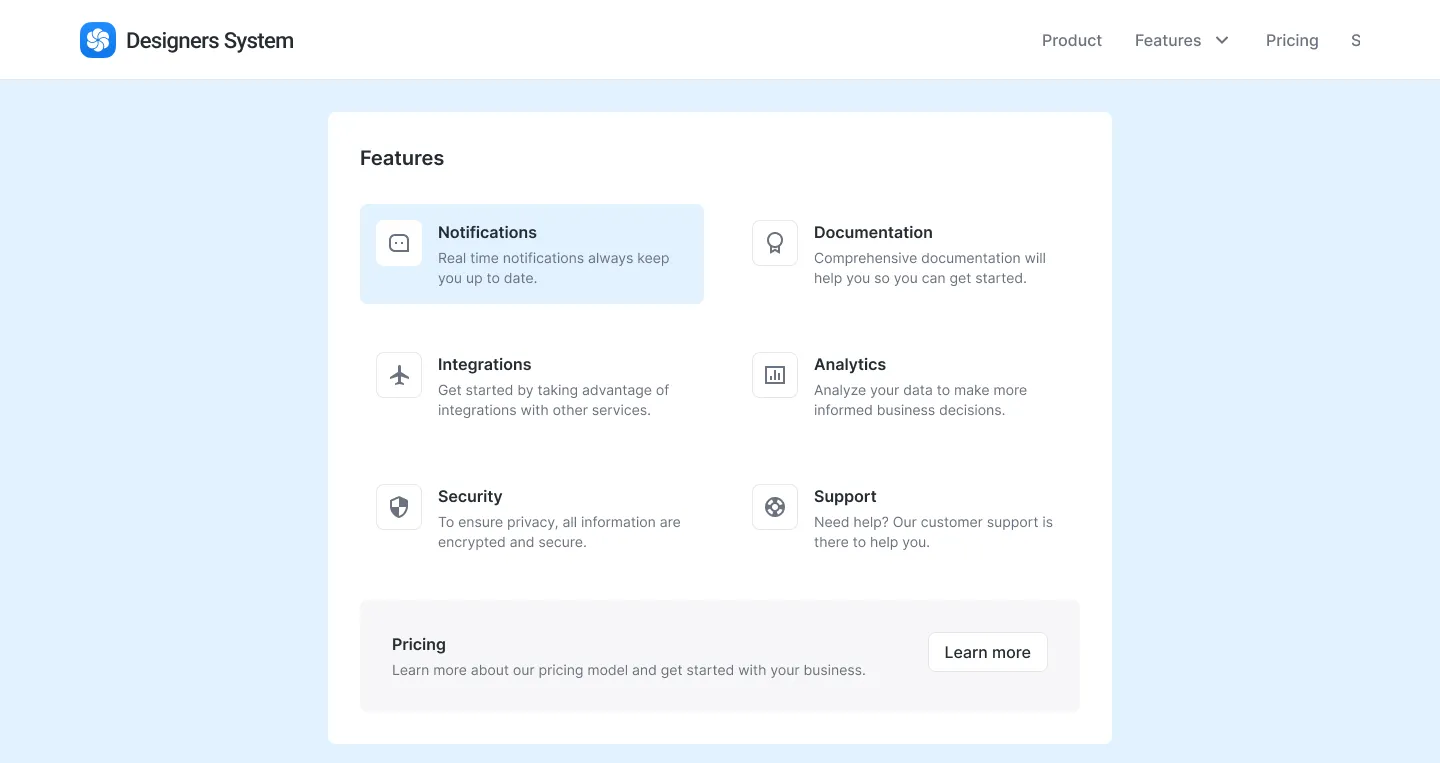 Designers System
Product Features Pricing S
Features
Notifications
Real time notifications always keep
you up to date.
Documentation
Comprehensive documentation will
help you so you can get started.
Integrations
Get started by taking advantage of
integrations with other services.
Analytics
Analyze your data to make more
informed business decisions.
Security
To ensure privacy, all information are
encrypted and secure.
Support
Need help? Our customer support is
there to help you.
Pricing
Learn more about our pricing model and get started with your business.
Learn more